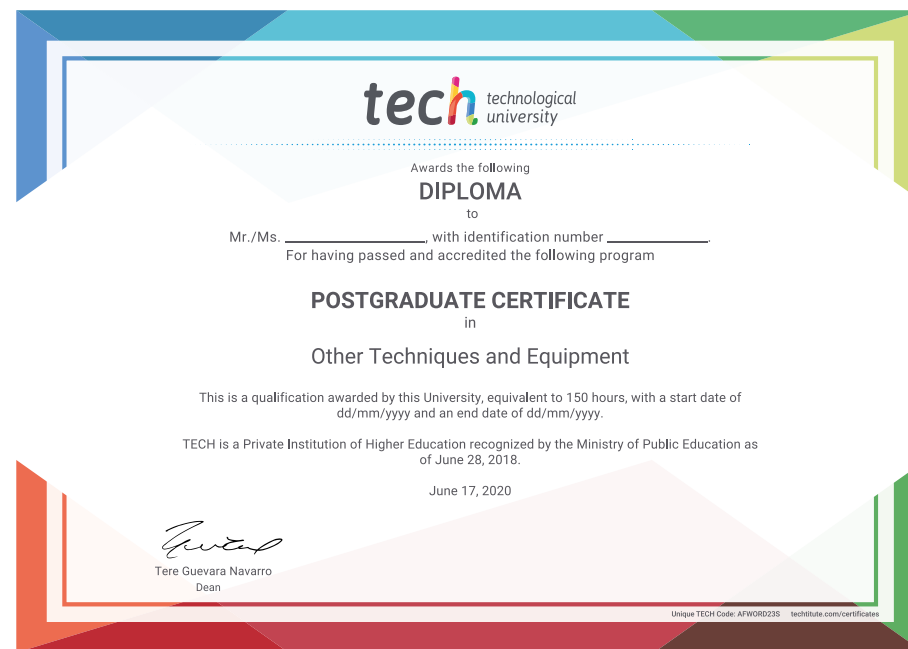 tech technological
university
Awards the following
DIPLOMA
to
Mr./Ms. ____________________, with identification number ______________.
For having passed and accredited the following program
POSTGRADUATE CERTIFICATE
in
Other Techniques and Equipment
This is a qualification awarded by this University, equivalent to 150 hours, with a start date of
dd/mm/yyyy and an end date of dd/mm/yyyy.
TECH is a Private Institution of Higher Education recognized by the Ministry of Public Education as
of June 28, 2018.
June 17, 2020
Tere Guevara Navarro
Dean
Unique TECH Code: AFWORD23S techtitute.com/certificates